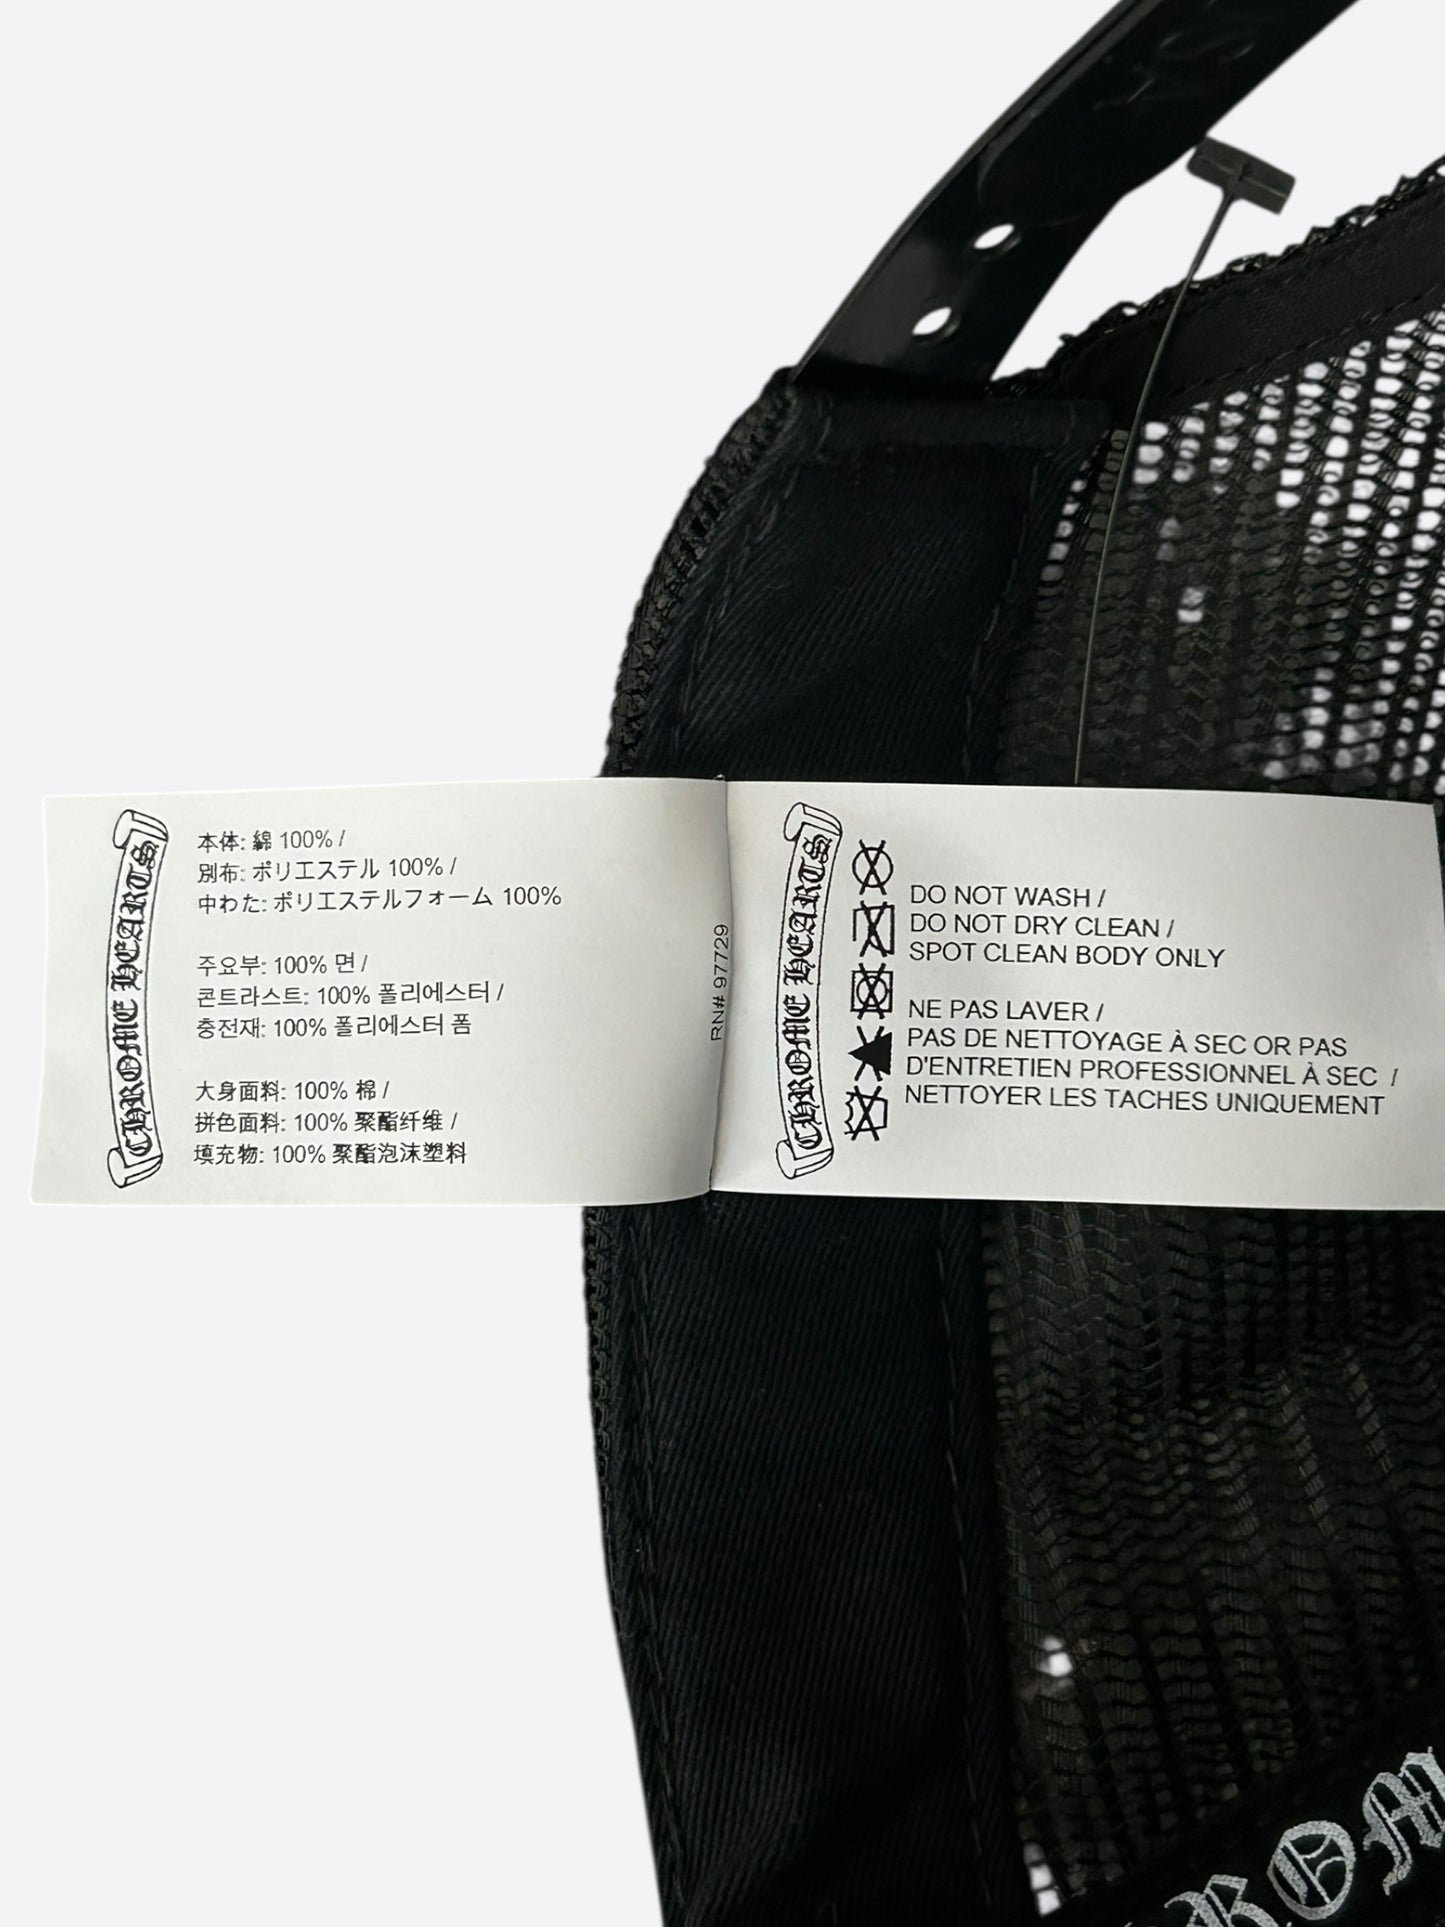 CHROME HEARTS
本体: 綿 100% /
別布: ポリエステル 100% /
中わた: ポリエステルフォーム 100%
주요부: 100% 면 /
콘트라스트: 100% 폴리에스터 /
충전재: 100% 폴리에스터 폼
大身面料: 100% 棉 /
拼色面料: 100% 聚酯纤维 /
填充物: 100% 聚酯泡沫塑料
RN# 97729
CHROME HEARTS
DO NOT WASH /
DO NOT DRY CLEAN /
SPOT CLEAN BODY ONLY
NE PAS LAVER /
PAS DE NETTOYAGE À SEC OR PAS
D'ENTRETIEN PROFESSIONNEL À SEC /
NETTOYER LES TACHES UNIQUEMENT
ROM